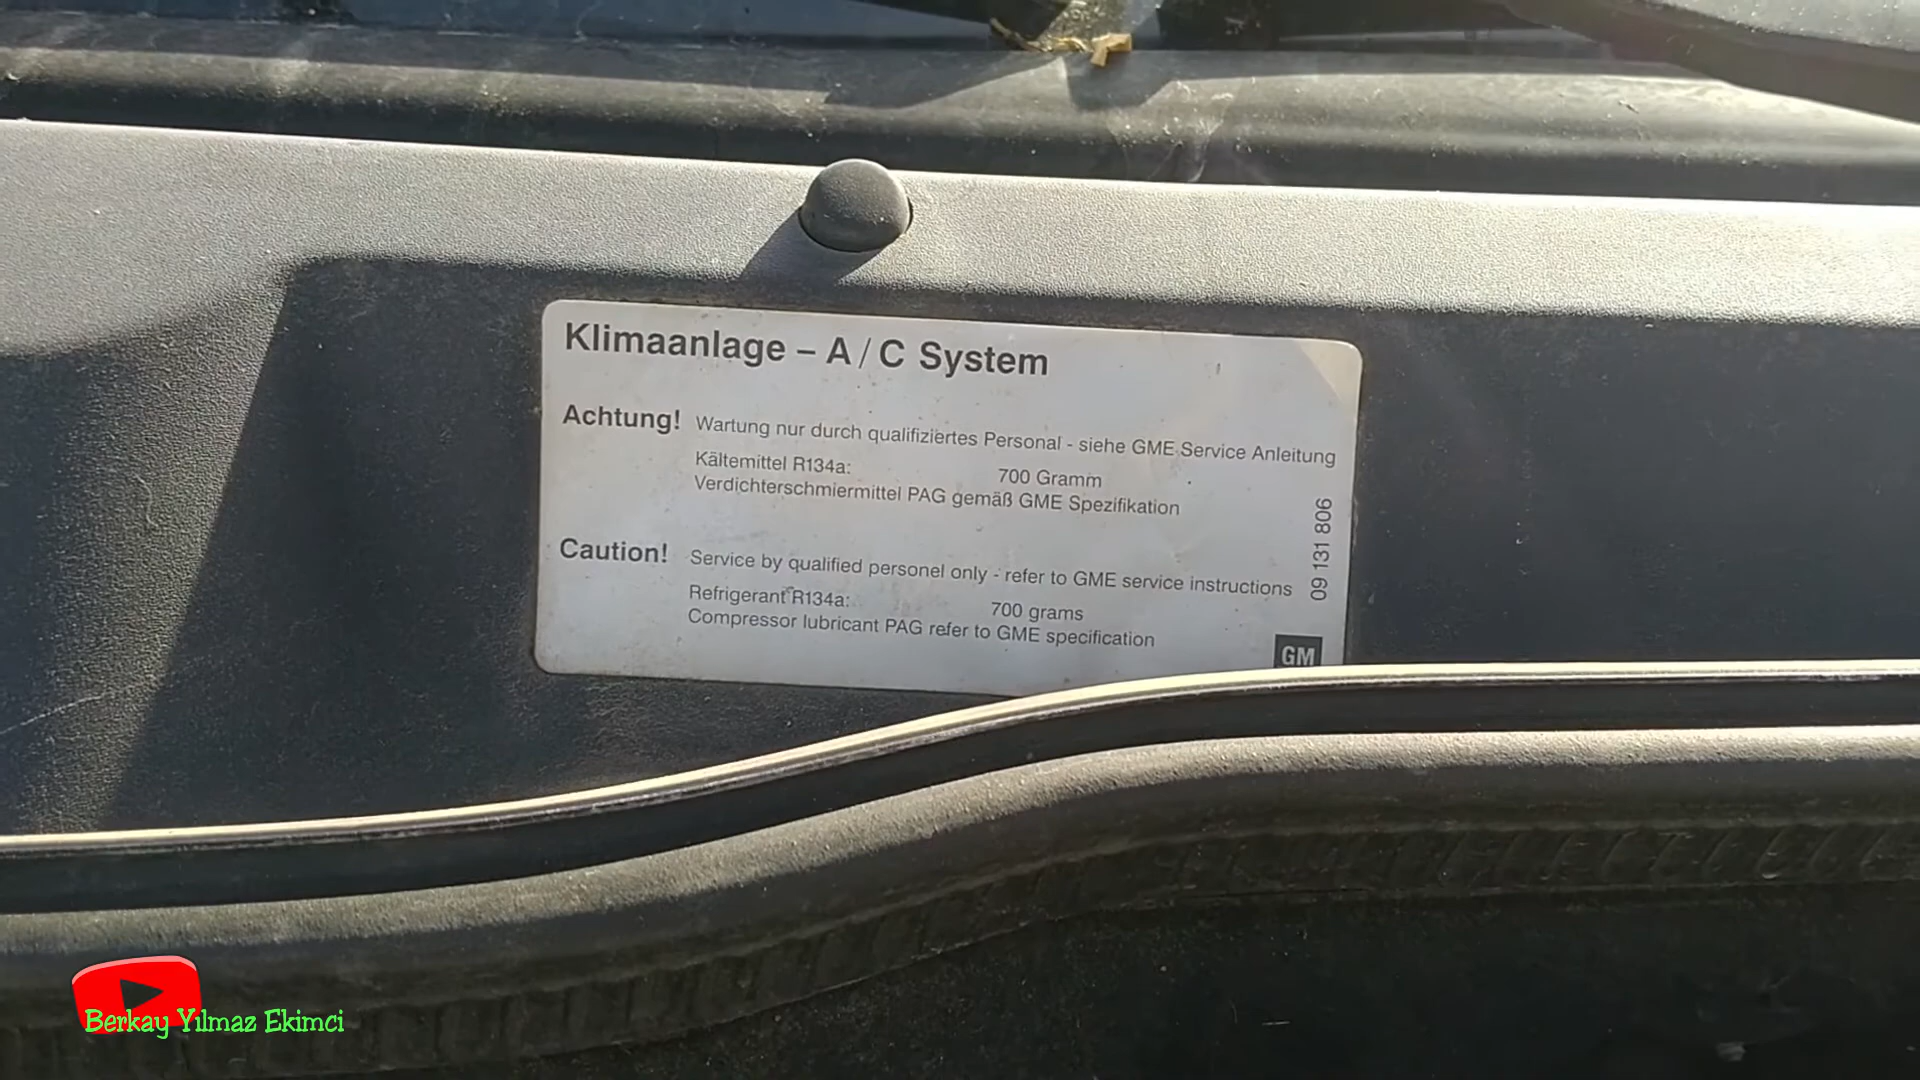 Klimaanlage – A / C System
Achtung! Wartung nur durch qualifiziertes Personal - siehe GME Service Anleitung
Kältemittel R134a: 700 Gramm
Verdichterschmiermittel PAG gemäß GME Spezifikation
Caution! Service by qualified personel only - refer to GME service instructions
Refrigerant R134a: 700 grams
Compressor lubricant PAG refer to GME specification
09 131 806
GM
Berkay Yılmaz Ekimci